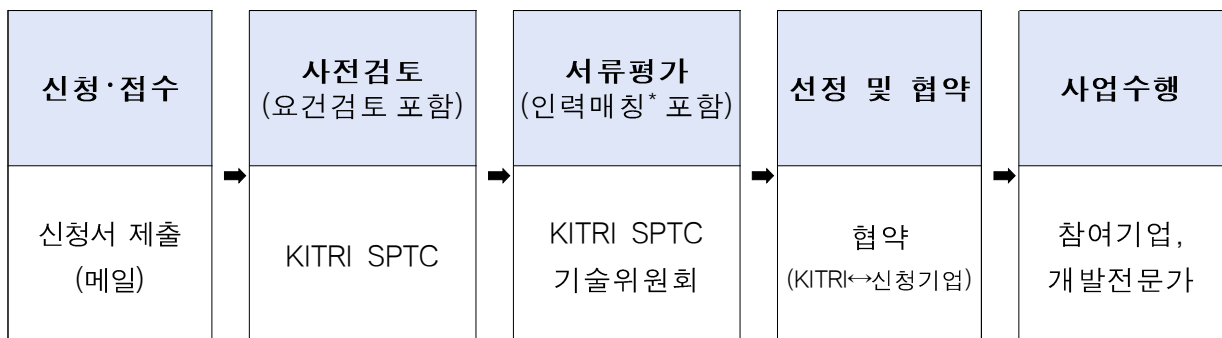 신청·접수
사전검토
(요건검토 포함)
서류평가
(인력매칭* 포함)
선정 및 협약
사업수행
신청서 제출
(메일)
KITRI SPTC
KITRI SPTC
기술위원회
협약
(KITRI↔신청기업)
참여기업,
개발전문가